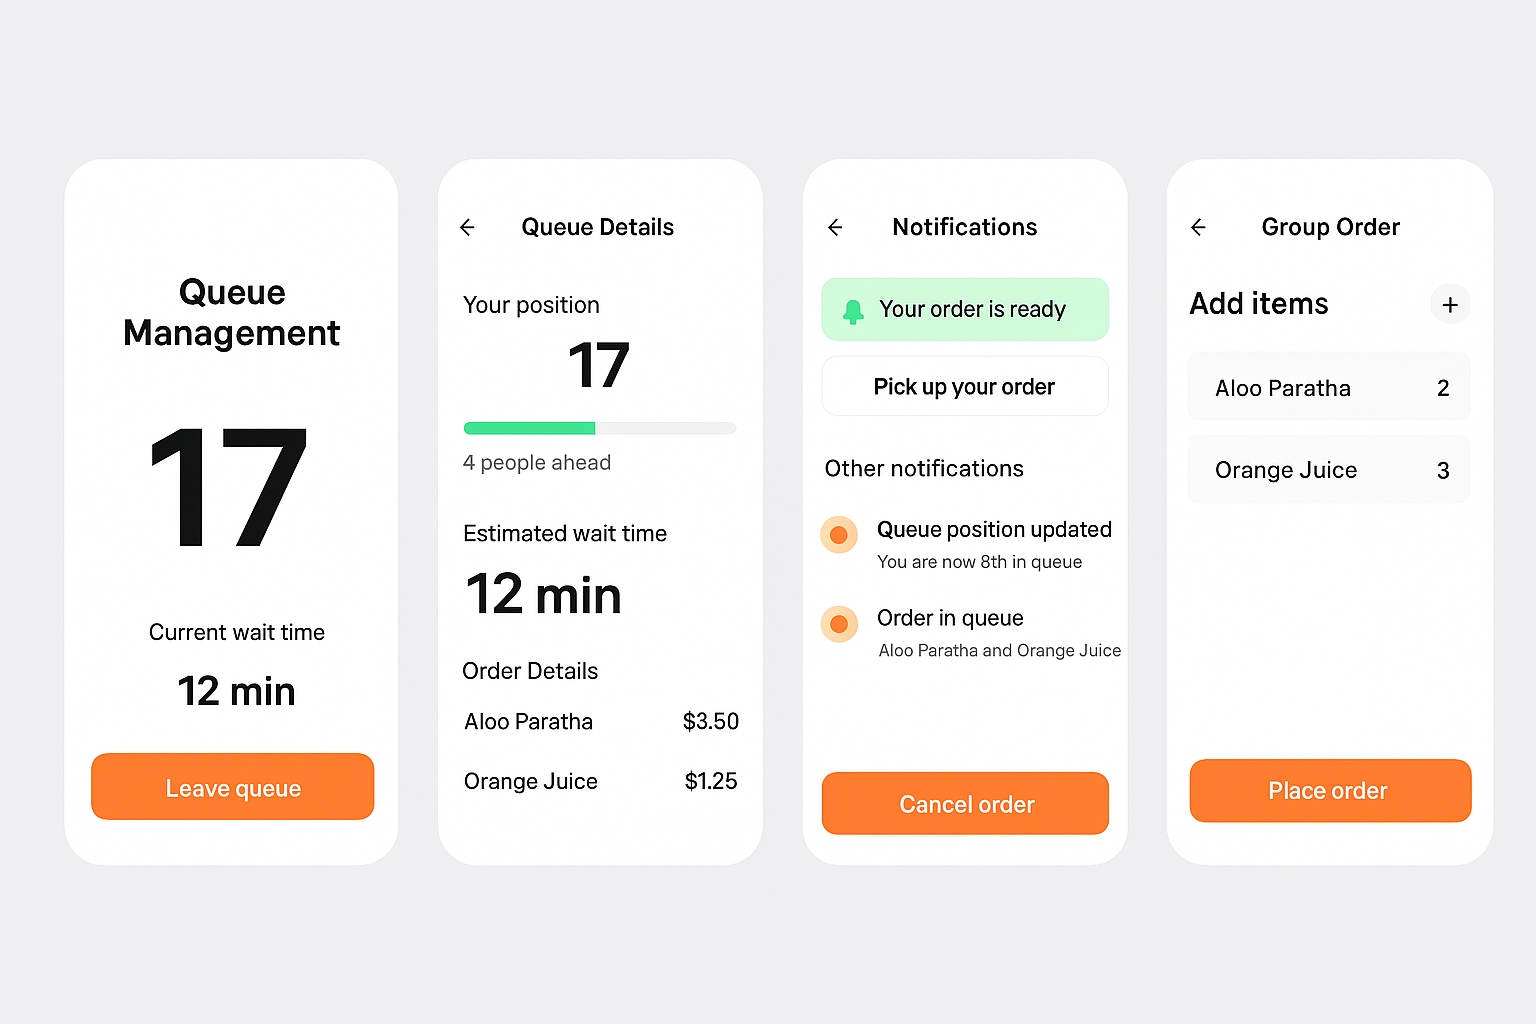 Queue
Management
17
Current wait time
12 min
Leave queue
Queue Details
Your position
17
4 people ahead
Estimated wait time
12 min
Order Details
Aloo Paratha $3.50
Orange Juice $1.25
Notifications
Your order is ready
Pick up your order
Other notifications
Queue position updated
You are now 8th in queue
Order in queue
Aloo Paratha and Orange Juice
Cancel order
Group Order
Add items +
Aloo Paratha 2
Orange Juice 3
Place order